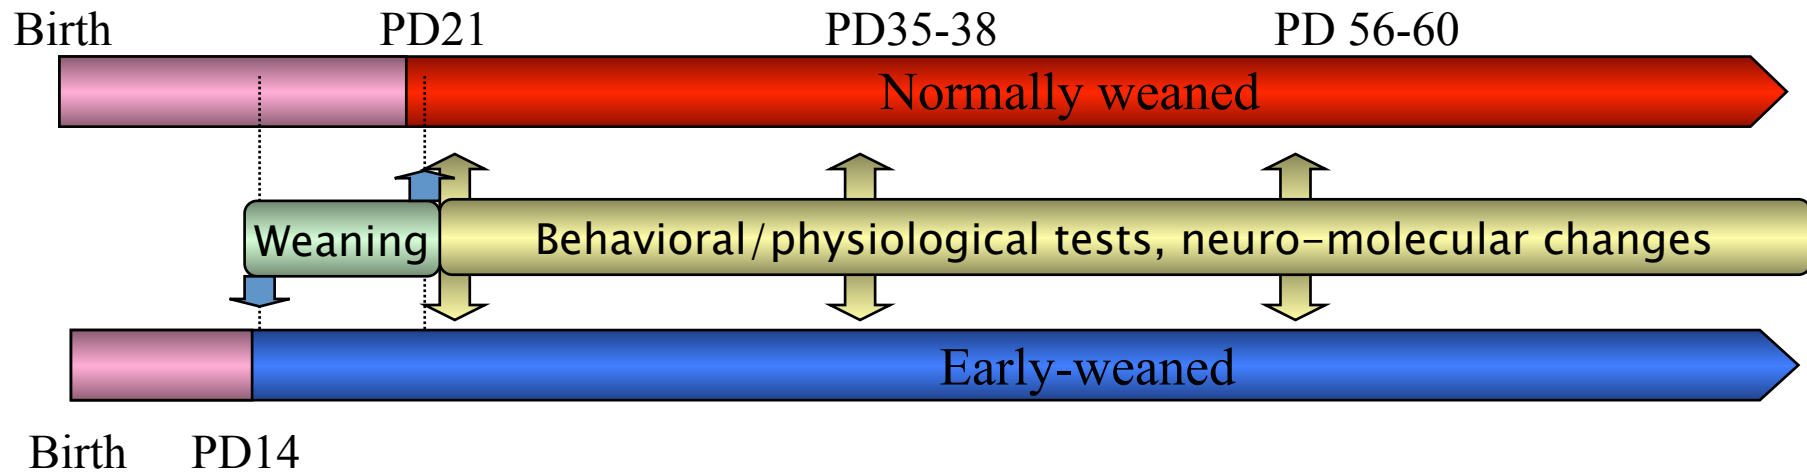 Birth PD21 PD35-38 PD 56-60
Normally weaned
Weaning Behavioral/physiological tests, neuro-molecular changes
Early-weaned
Birth PD14